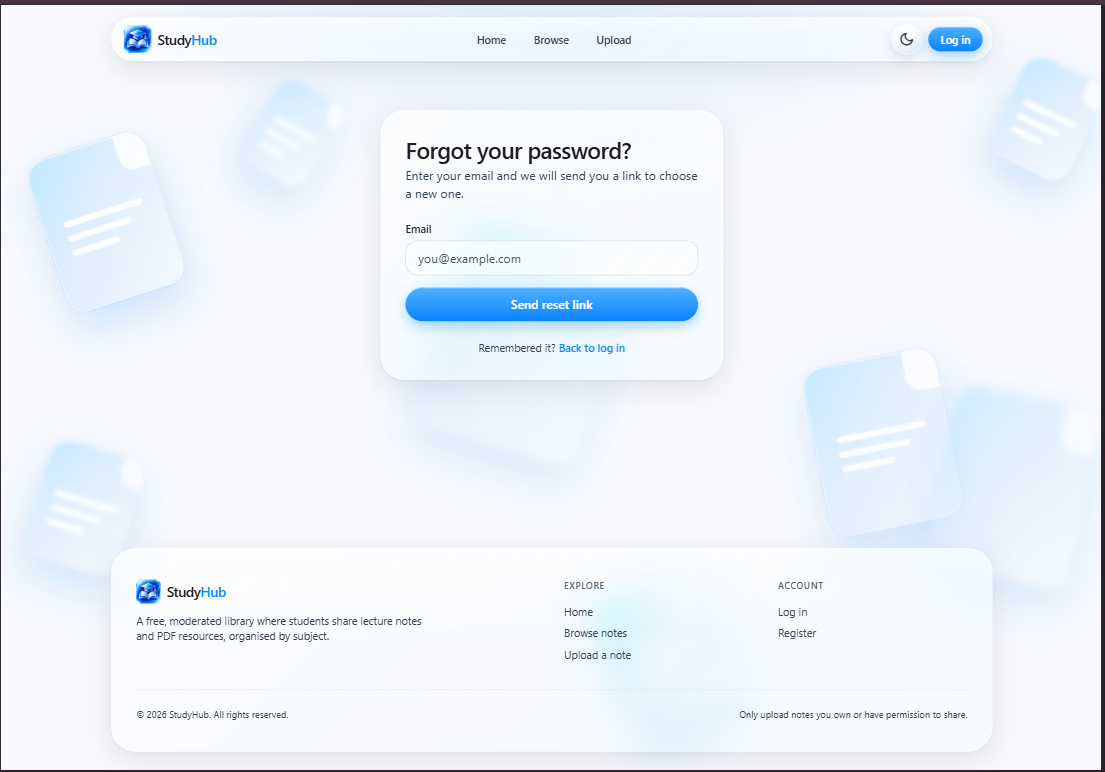 StudyHub
Home
Browse
Upload
Log in
Forgot your password?
Enter your email and we will send you a link to choose
a new one.
Email
you@example.com
Send reset link
Remembered it? Back to log in
StudyHub
A free, moderated library where students share lecture notes
and PDF resources, organised by subject.
EXPLORE
Home
Browse notes
Upload a note
ACCOUNT
Log in
Register
© 2026 StudyHub. All rights reserved.
Only upload notes you own or have permission to share.